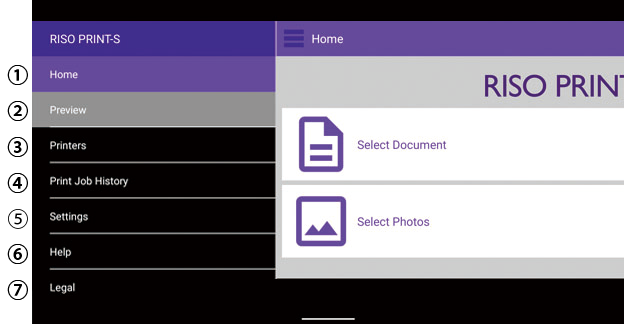 RISO PRINT-S
Home
RISO PRINT
① Home
② Preview
③ Printers
Select Document
④ Print Job History
⑤ Settings
Select Photos
⑥ Help
⑦ Legal